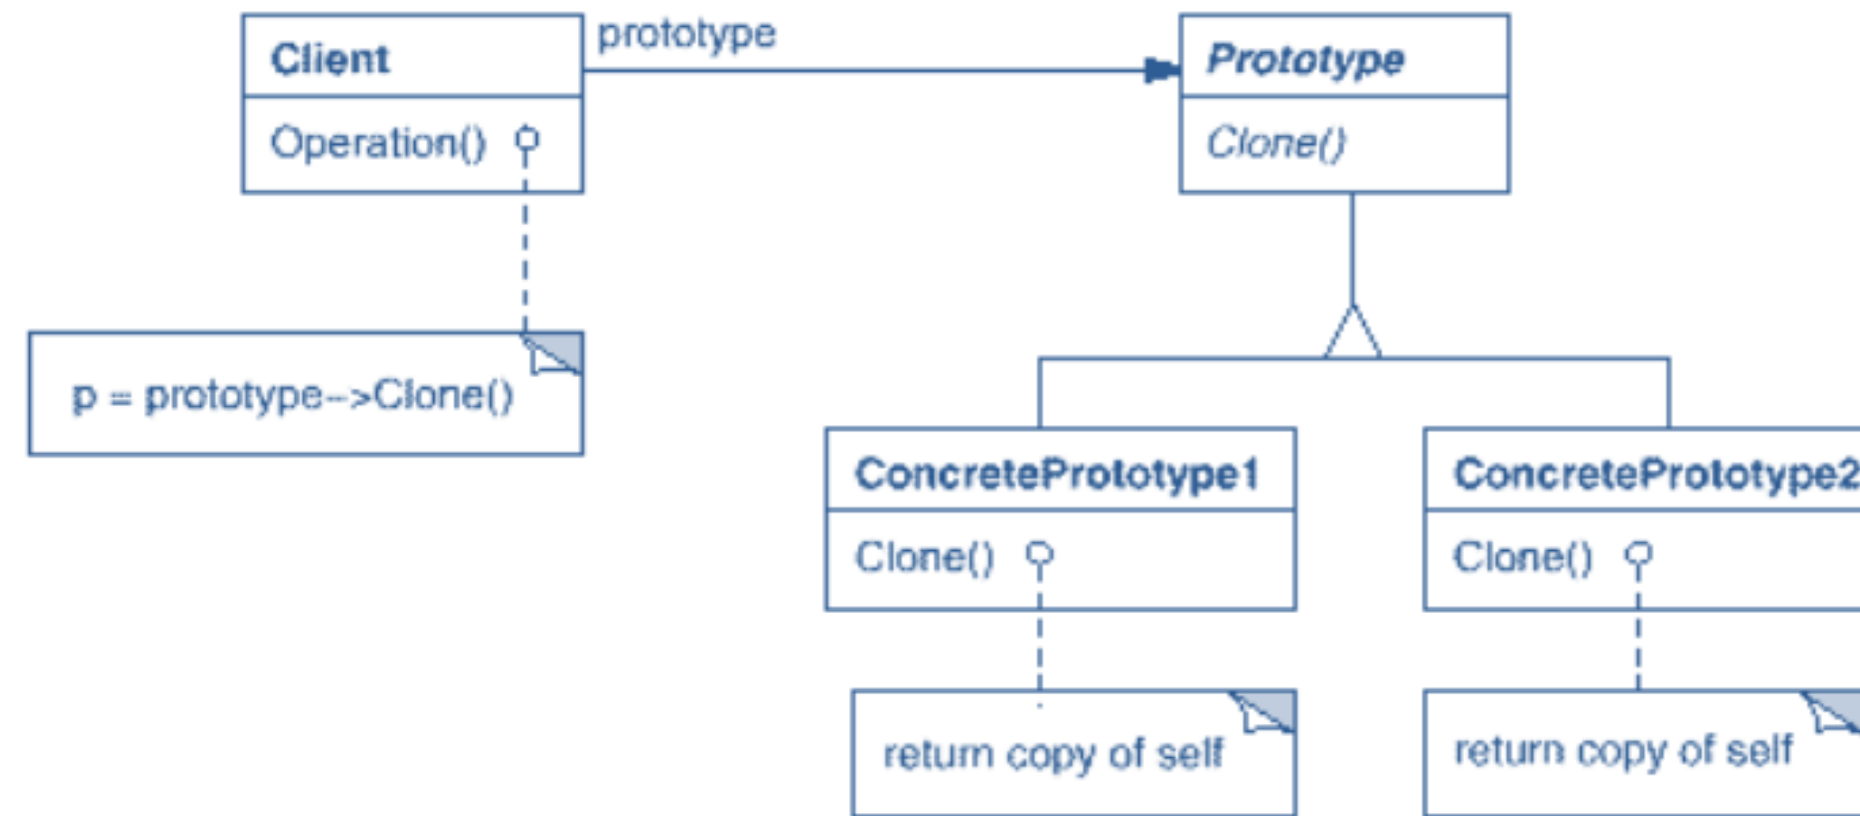 Client
Operation()
prototype
Prototype
Clone()
p = prototype-->Clone()
ConcretePrototype1
Clone()
return copy of self
ConcretePrototype2
Clone()
return copy of self